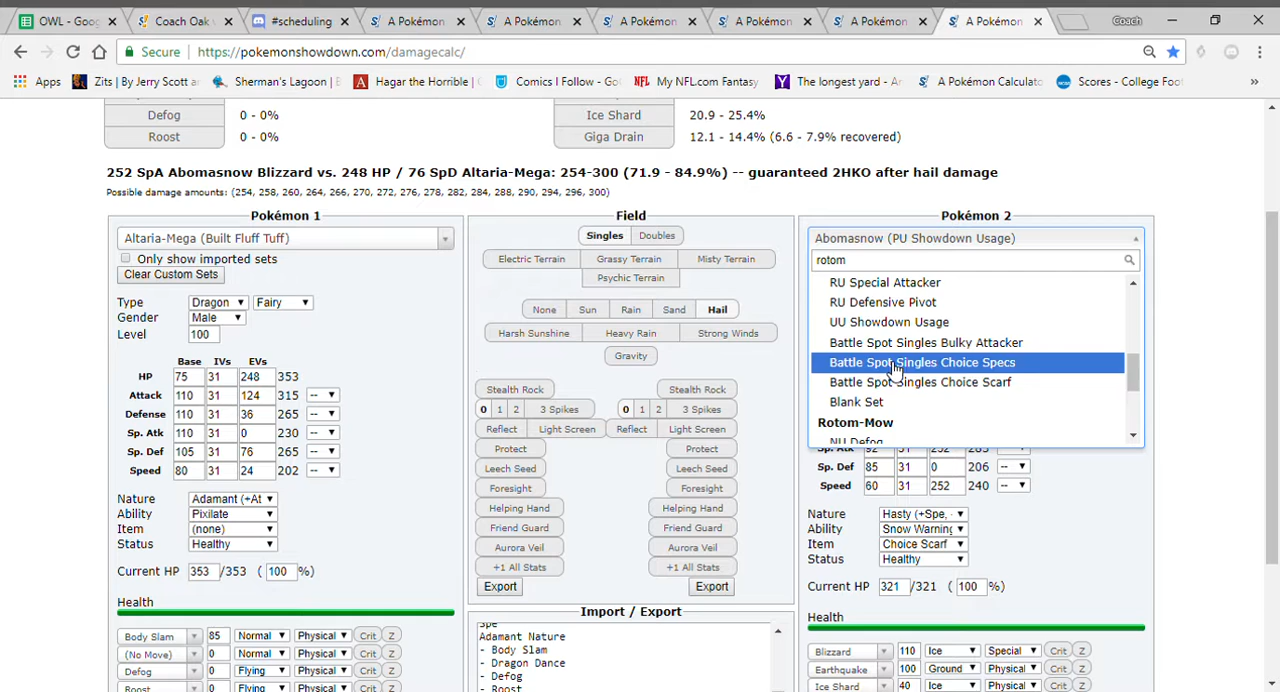 OWL - Goog
Coach Oak
#scheduling
A Pokémon
A Pokémon
A Pokémon
A Pokémon
A Pokémon
A Pokémon
Coach
Secure
https://pokemonshowdown.com/damagecalc/
Apps
Zits | By Jerry Scott ar
Sherman's Lagoon |
Hagar the Horrible |
Comics I Follow - Go
My NFL.com Fantasy
The longest yard - Ar
A Pokémon Calculato
Scores - College Foot
»
Defog 0 - 0%
Ice Shard 20.9 - 25.4%
Roost 0 - 0%
Giga Drain 12.1 - 14.4% (6.6 - 7.9% recovered)
252 SpA Abomasnow Blizzard vs. 248 HP / 76 SpD Altaria-Mega: 254-300 (71.9 - 84.9%) -- guaranteed 2HKO after hail damage
Possible damage amounts: (254, 258, 260, 264, 266, 270, 272, 276, 278, 282, 284, 288, 290, 294, 296, 300)
Pokémon 1
Altaria-Mega (Built Fluff Tuff)
Only show imported sets
Clear Custom Sets
Type Dragon Fairy
Gender Male
Level 100
Base IVs EVs
HP 75 31 248 353
Attack 110 31 124 315 --
Defense 110 31 36 265 --
Sp. Atk 110 31 0 230 --
Sp. Def 105 31 76 265 --
Speed 80 31 24 202 --
Nature Adamant (+At
Ability Pixilate
Item (none)
Status Healthy
Current HP 353 /353 ( 100 %)
Health
Body Slam 85 Normal Physical Crit Z
(No Move) 0 Normal Physical Crit Z
Defog 0 Flying Physical Crit Z
Roost 0 Flying Physical Crit Z
Field
Singles Doubles
Electric Terrain Grassy Terrain Misty Terrain
Psychic Terrain
None Sun Rain Sand Hail
Harsh Sunshine Heavy Rain Strong Winds
Gravity
Stealth Rock Stealth Rock
0 1 2 3 Spikes 0 1 2 3 Spikes
Reflect Light Screen Reflect Light Screen
Protect Protect
Leech Seed Leech Seed
Foresight Foresight
Helping Hand Helping Hand
Friend Guard Friend Guard
Aurora Veil Aurora Veil
+1 All Stats +1 All Stats
Export Export
Import / Export
Spe
Adamant Nature
- Body Slam
- Dragon Dance
- Defog
- Roost
Pokémon 2
Abomasnow (PU Showdown Usage)
rotom
RU Special Attacker
RU Defensive Pivot
UU Showdown Usage
Battle Spot Singles Bulky Attacker
Battle Spot Singles Choice Specs
Battle Spot Singles Choice Scarf
Blank Set
Rotom-Mow
NU Defog
Sp. Def 85 31 0 206 --
Speed 60 31 252 240 --
Nature Hasty (+Spe, -
Ability Snow Warning
Item Choice Scarf
Status Healthy
Current HP 321 /321 ( 100 %)
Health
Blizzard 110 Ice Special Crit Z
Earthquake 100 Ground Physical Crit Z
Ice Shard 40 Ice Physical Crit Z